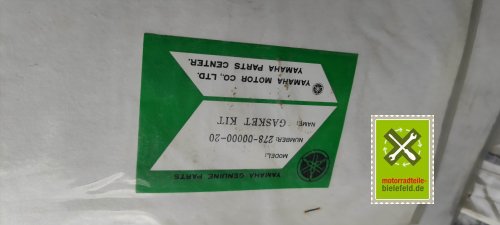 YAMAHA GENUINE PARTS
MODEL:
NUMBER: 278-00000-20
NAME: GASKET KIT
YAMAHA MOTOR CO., LTD.
YAMAHA PARTS CENTER.
motorradteile-
bielefeld.de